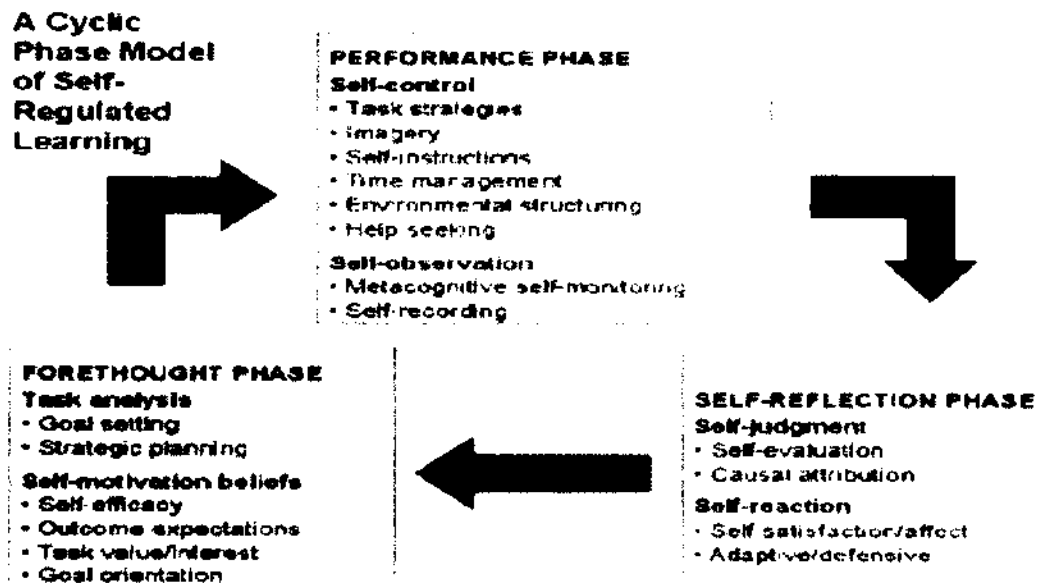 A Cyclic
Phase Model
of Self-
Regulated
Learning
PERFORMANCE PHASE
Self-control
• Task strategies
• Imagery
• Self-instructions
• Time management
• Environmental structuring
• Help seeking
Self-observation
• Metacognitive self-monitoring
• Self-recording
FORETHOUGHT PHASE
Task analysis
• Goal setting
• Strategic planning
Self-motivation beliefs
• Self-efficacy
• Outcome expectations
• Task value/interest
• Goal orientation
SELF-REFLECTION PHASE
Self-judgment
• Self-evaluation
• Causal attribution
Self-reaction
• Self satisfaction/affect
• Adaptive/defensive